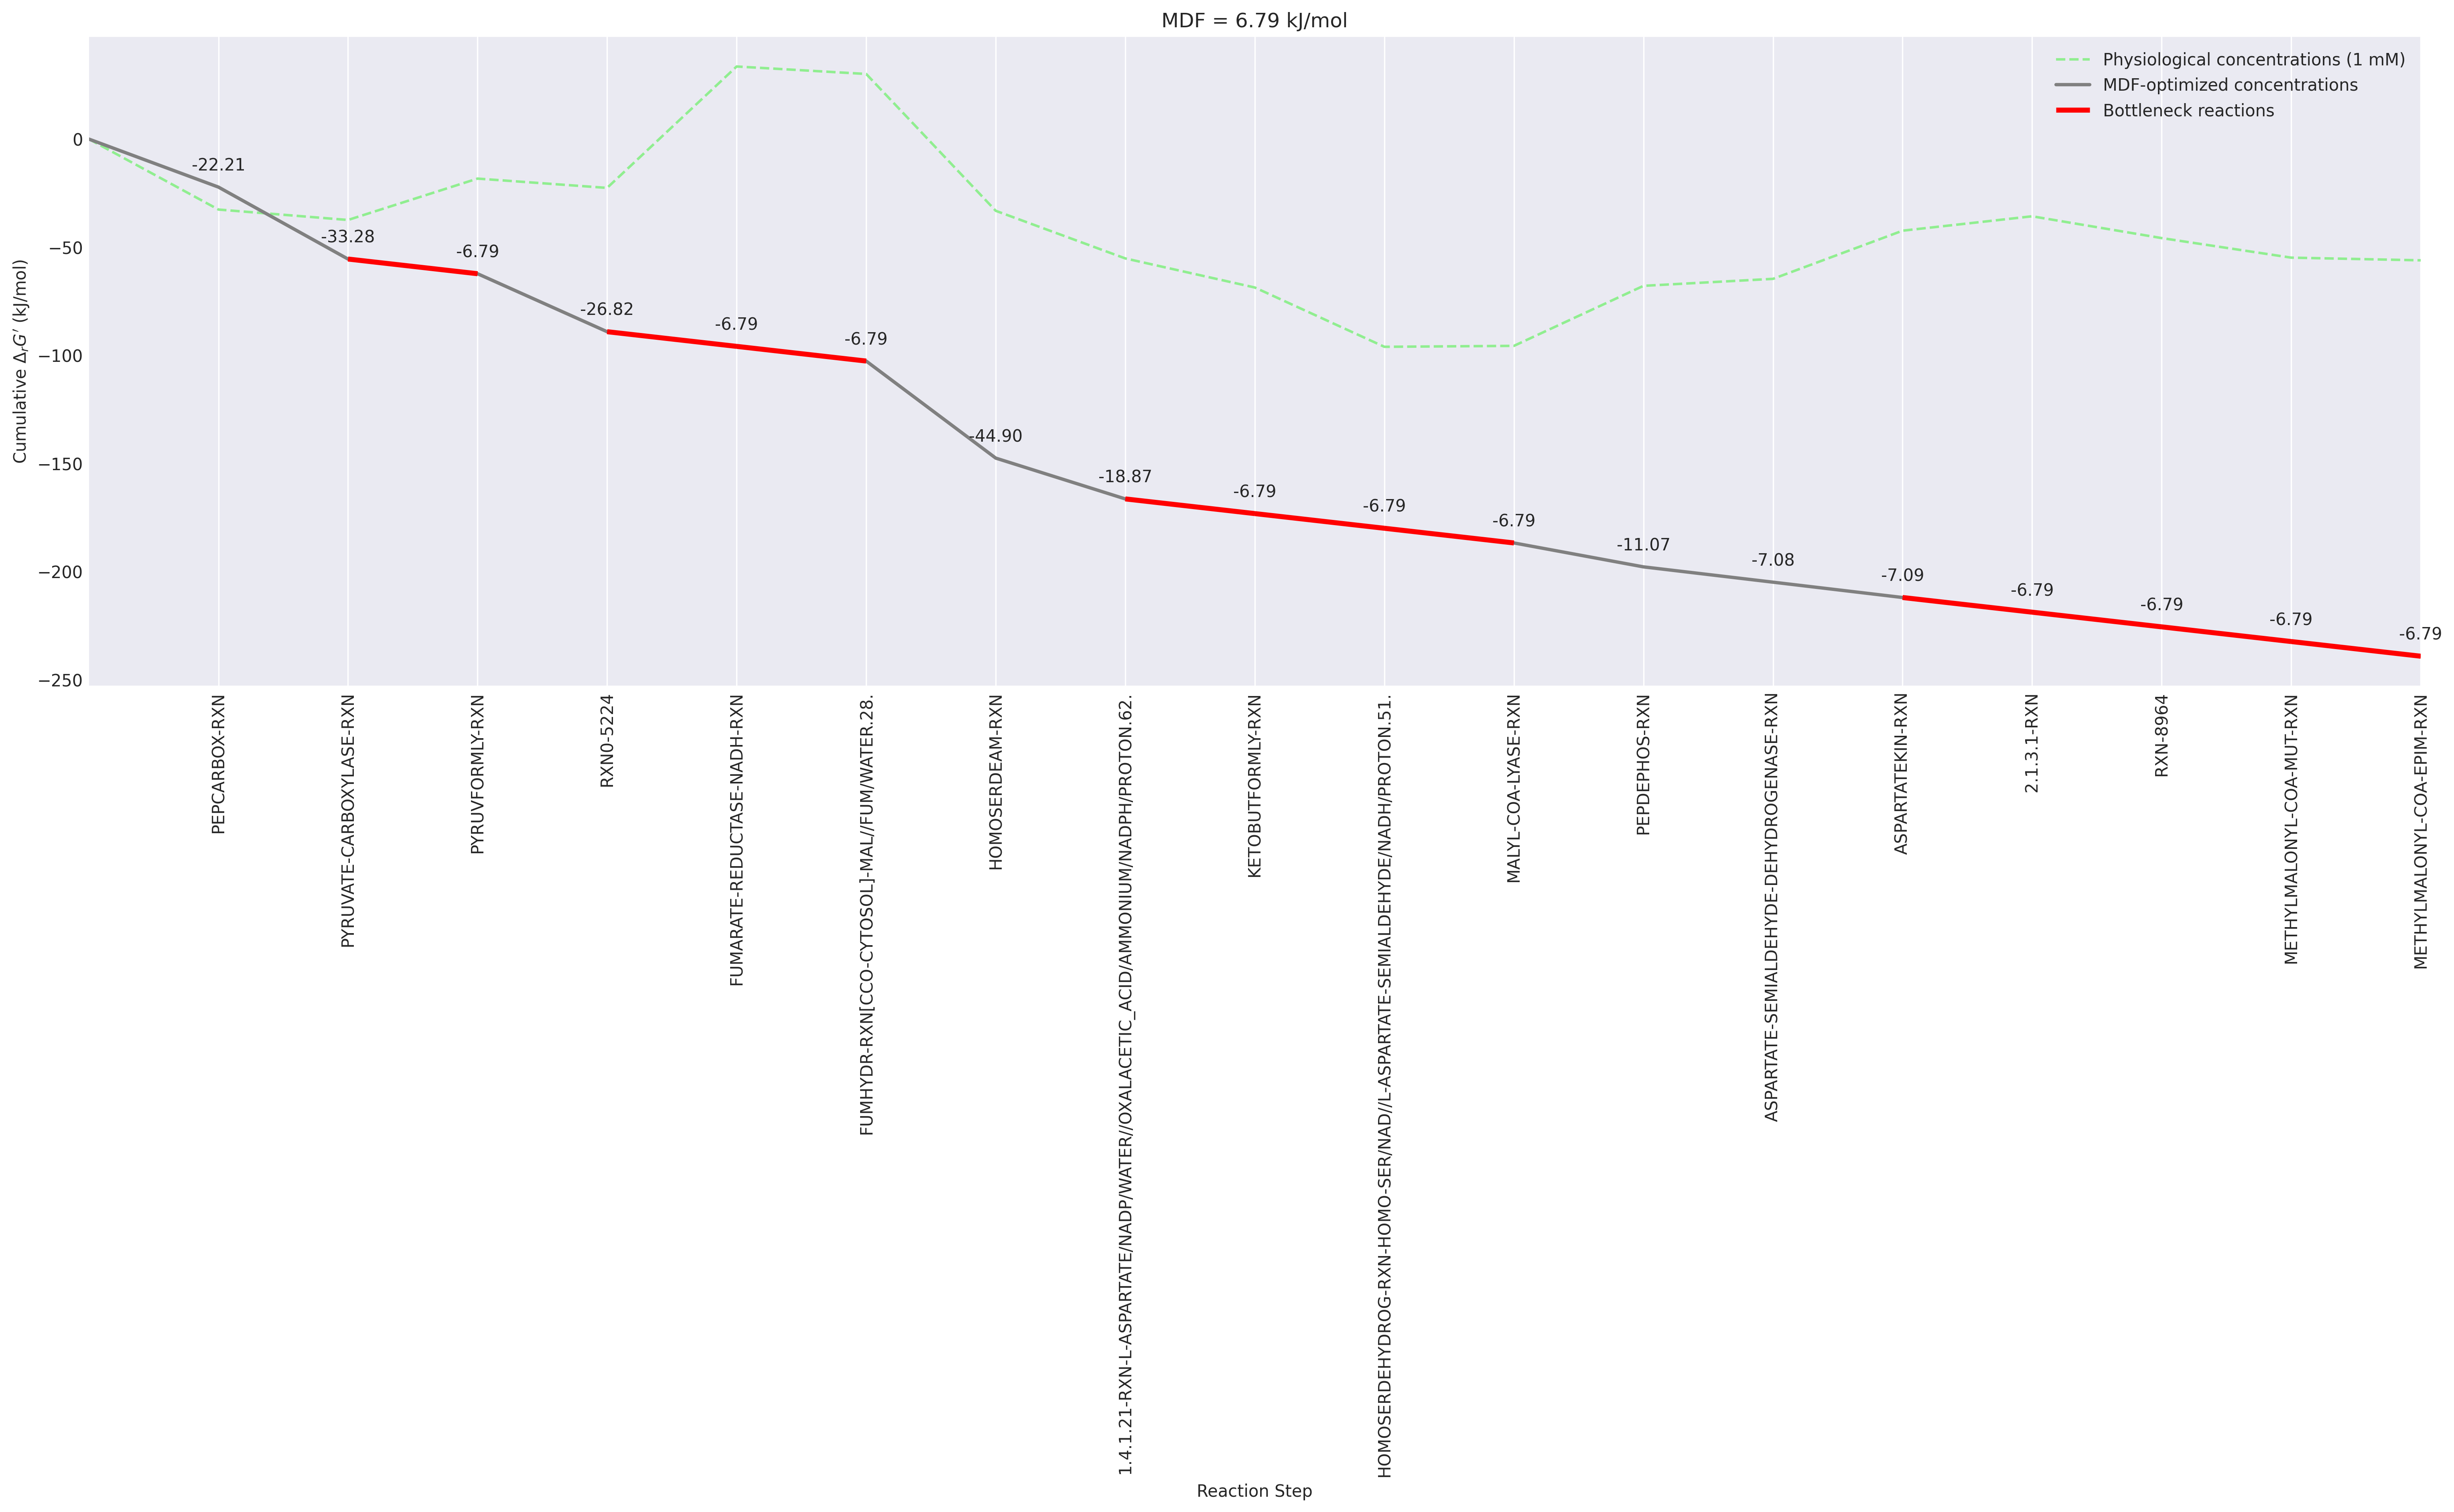 MDF = 6.79 kJ/mol
Physiological concentrations (1 mM)
MDF-optimized concentrations
Bottleneck reactions
Cumulative ΔrG′ (kJ/mol)
0
−50
−100
−150
−200
−250
-22.21
-33.28
-6.79
-26.82
-6.79
-6.79
-44.90
-18.87
-6.79
-6.79
-6.79
-11.07
-7.08
-7.09
-6.79
-6.79
-6.79
-6.79
PEPCARBOX-RXN
PYRUVATE-CARBOXYLASE-RXN
PYRUVFORMLY-RXN
RXN0-5224
FUMARATE-REDUCTASE-NADH-RXN
FUMHYDR-RXN[CCO-CYTOSOL]-MAL//FUM/WATER.28.
HOMOSERDEAM-RXN
1.4.1.21-RXN-L-ASPARTATE/NADP/WATER//OXALACETIC_ACID/AMMONIUM/NADPH/PROTON.62.
KETOBUTFORMLY-RXN
HOMOSERDEHYDROG-RXN-HOMO-SER/NAD//L-ASPARTATE-SEMIALDEHYDE/NADH/PROTON.51.
MALYL-COA-LYASE-RXN
PEPDEPHOS-RXN
ASPARTATE-SEMIALDEHYDE-DEHYDROGENASE-RXN
ASPARTATEKIN-RXN
2.1.3.1-RXN
RXN-8964
METHYLMALONYL-COA-MUT-RXN
METHYLMALONYL-COA-EPIM-RXN
Reaction Step